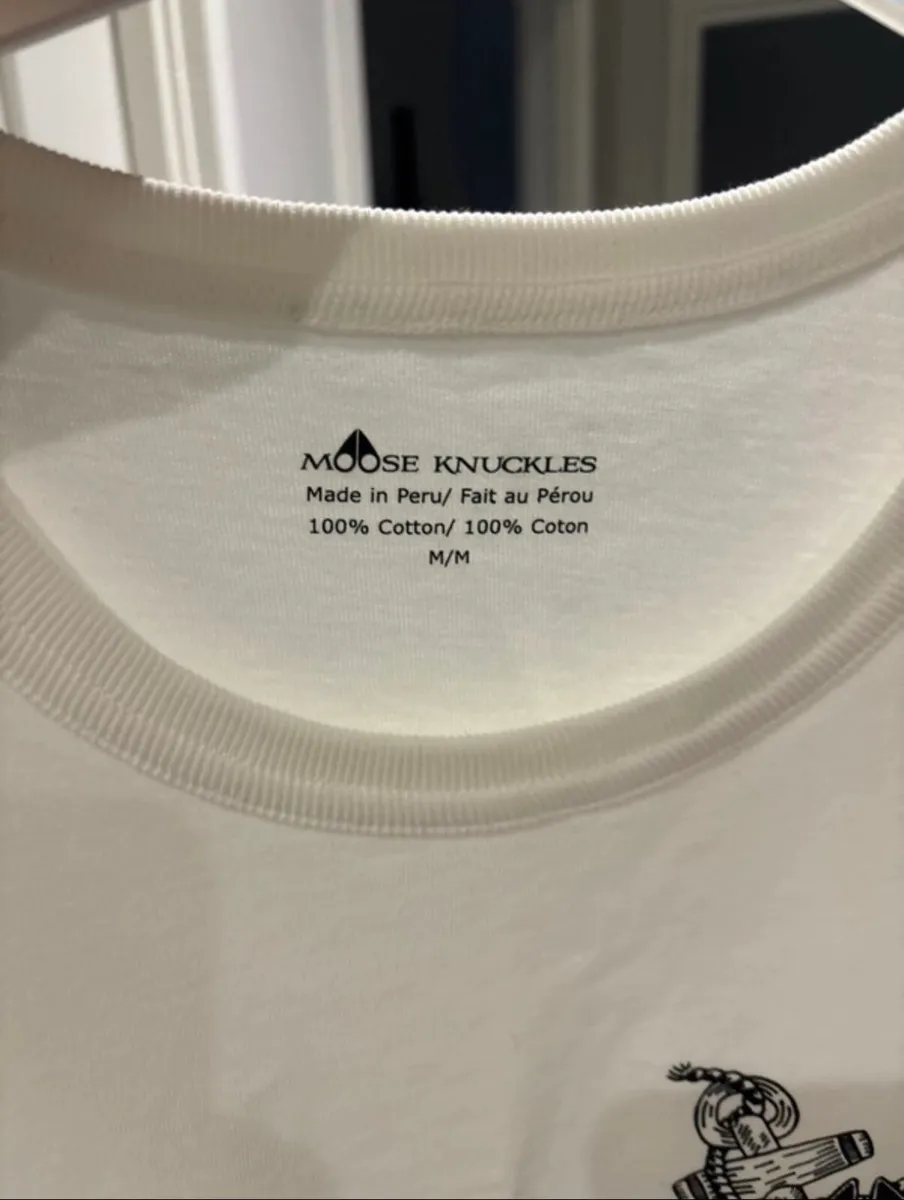 MOOSE KNUCKLES
Made in Peru/ Fait au Pérou
100% Cotton/ 100% Coton
M/M